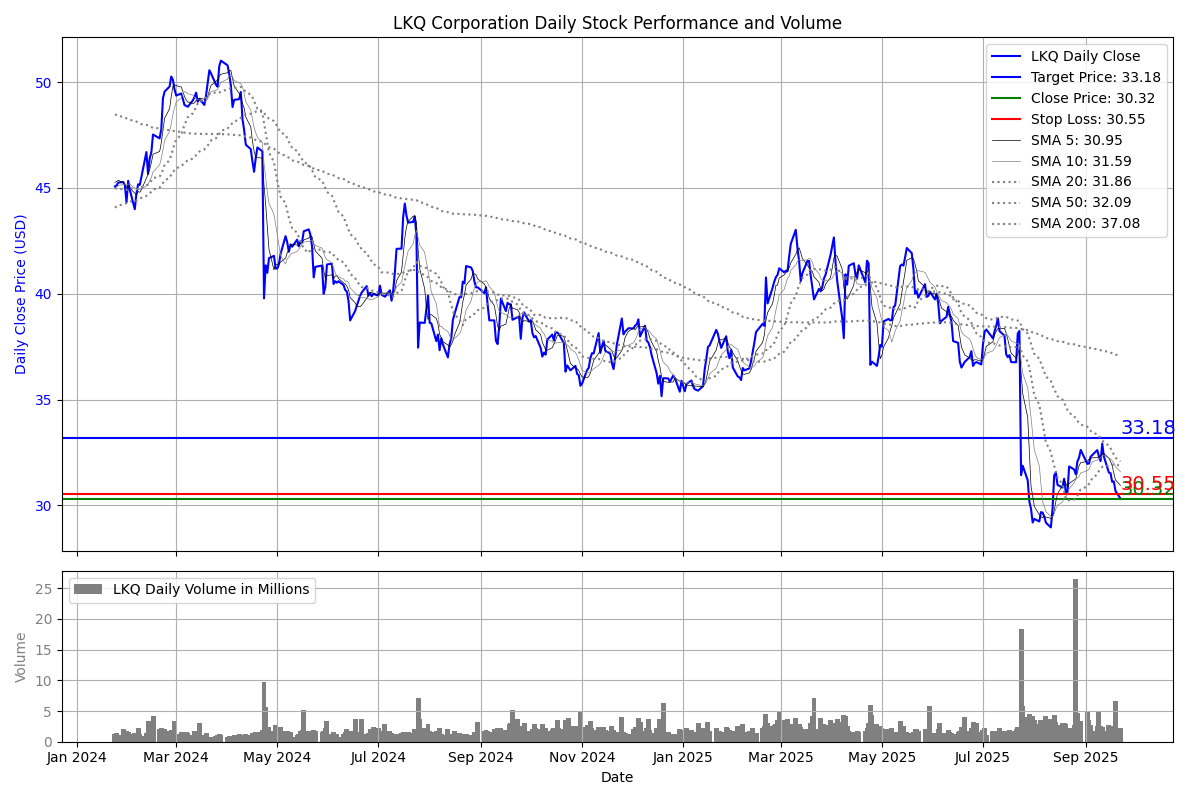 LKQ Corporation Daily Stock Performance and Volume
Daily Close Price (USD)
50
45
40
35
30
LKQ Daily Close
Target Price: 33.18
Close Price: 30.32
Stop Loss: 30.55
SMA 5: 30.95
SMA 10: 31.59
SMA 20: 31.86
SMA 50: 32.09
SMA 200: 37.08
33.18
30.55
30.32
Volume
25
20
15
10
5
0
LKQ Daily Volume in Millions
Jan 2024
Mar 2024
May 2024
Jul 2024
Sep 2024
Nov 2024
Jan 2025
Mar 2025
May 2025
Jul 2025
Sep 2025
Date